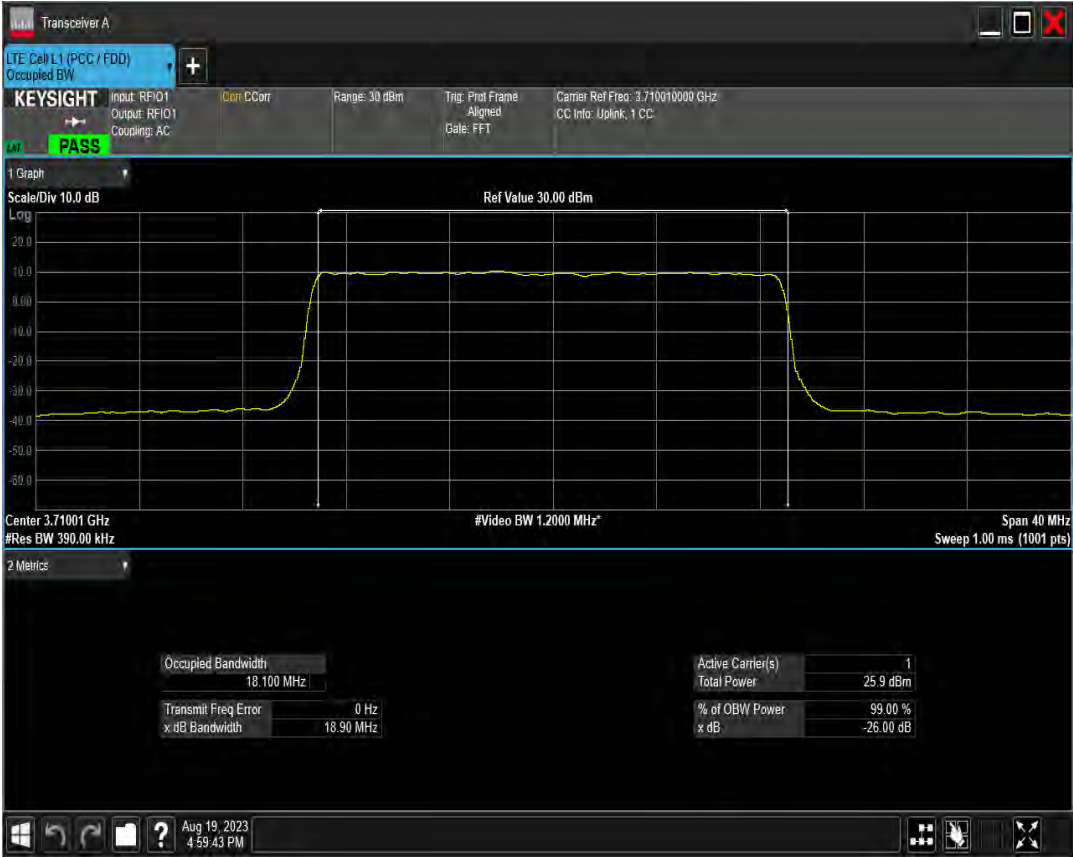 Transceiver A
LTE Cell L1 (PCC / FDD)
Occupied BW
+
KEYSIGHT
Input: RFIO1
Output: RFIO1
Coupling: AC
LNI
PASS
Corr CCorr
Range: 30 dBm
Trig: Prot Frame
Aligned
Gate: FFT
Carrier Ref Freq: 3.710010000 GHz
CC Info: Uplink, 1 CC
1 Graph
Scale/Div 10.0 dB
Ref Value 30.00 dBm
Log
20.0
10.0
0.00
-10.0
-20.0
-30.0
-40.0
-50.0
-60.0
Center 3.71001 GHz
#Video BW 1.2000 MHz*
Span 40 MHz
#Res BW 390.00 kHz
Sweep 1.00 ms (1001 pts)
2 Metrics
Occupied Bandwidth
18.100 MHz
Transmit Freq Error 0 Hz
x dB Bandwidth 18.90 MHz
Active Carrier(s) 1
Total Power 25.9 dBm
% of OBW Power 99.00 %
x dB -26.00 dB
?
Aug 19, 2023
4:59:43 PM